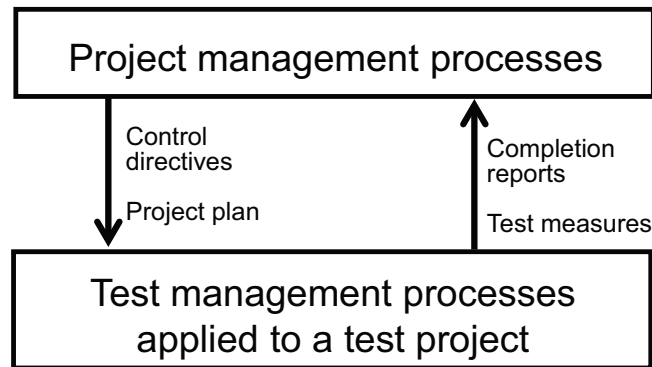 Project management processes
Control
directives
Project plan
Completion
reports
Test measures
Test management processes
applied to a test project